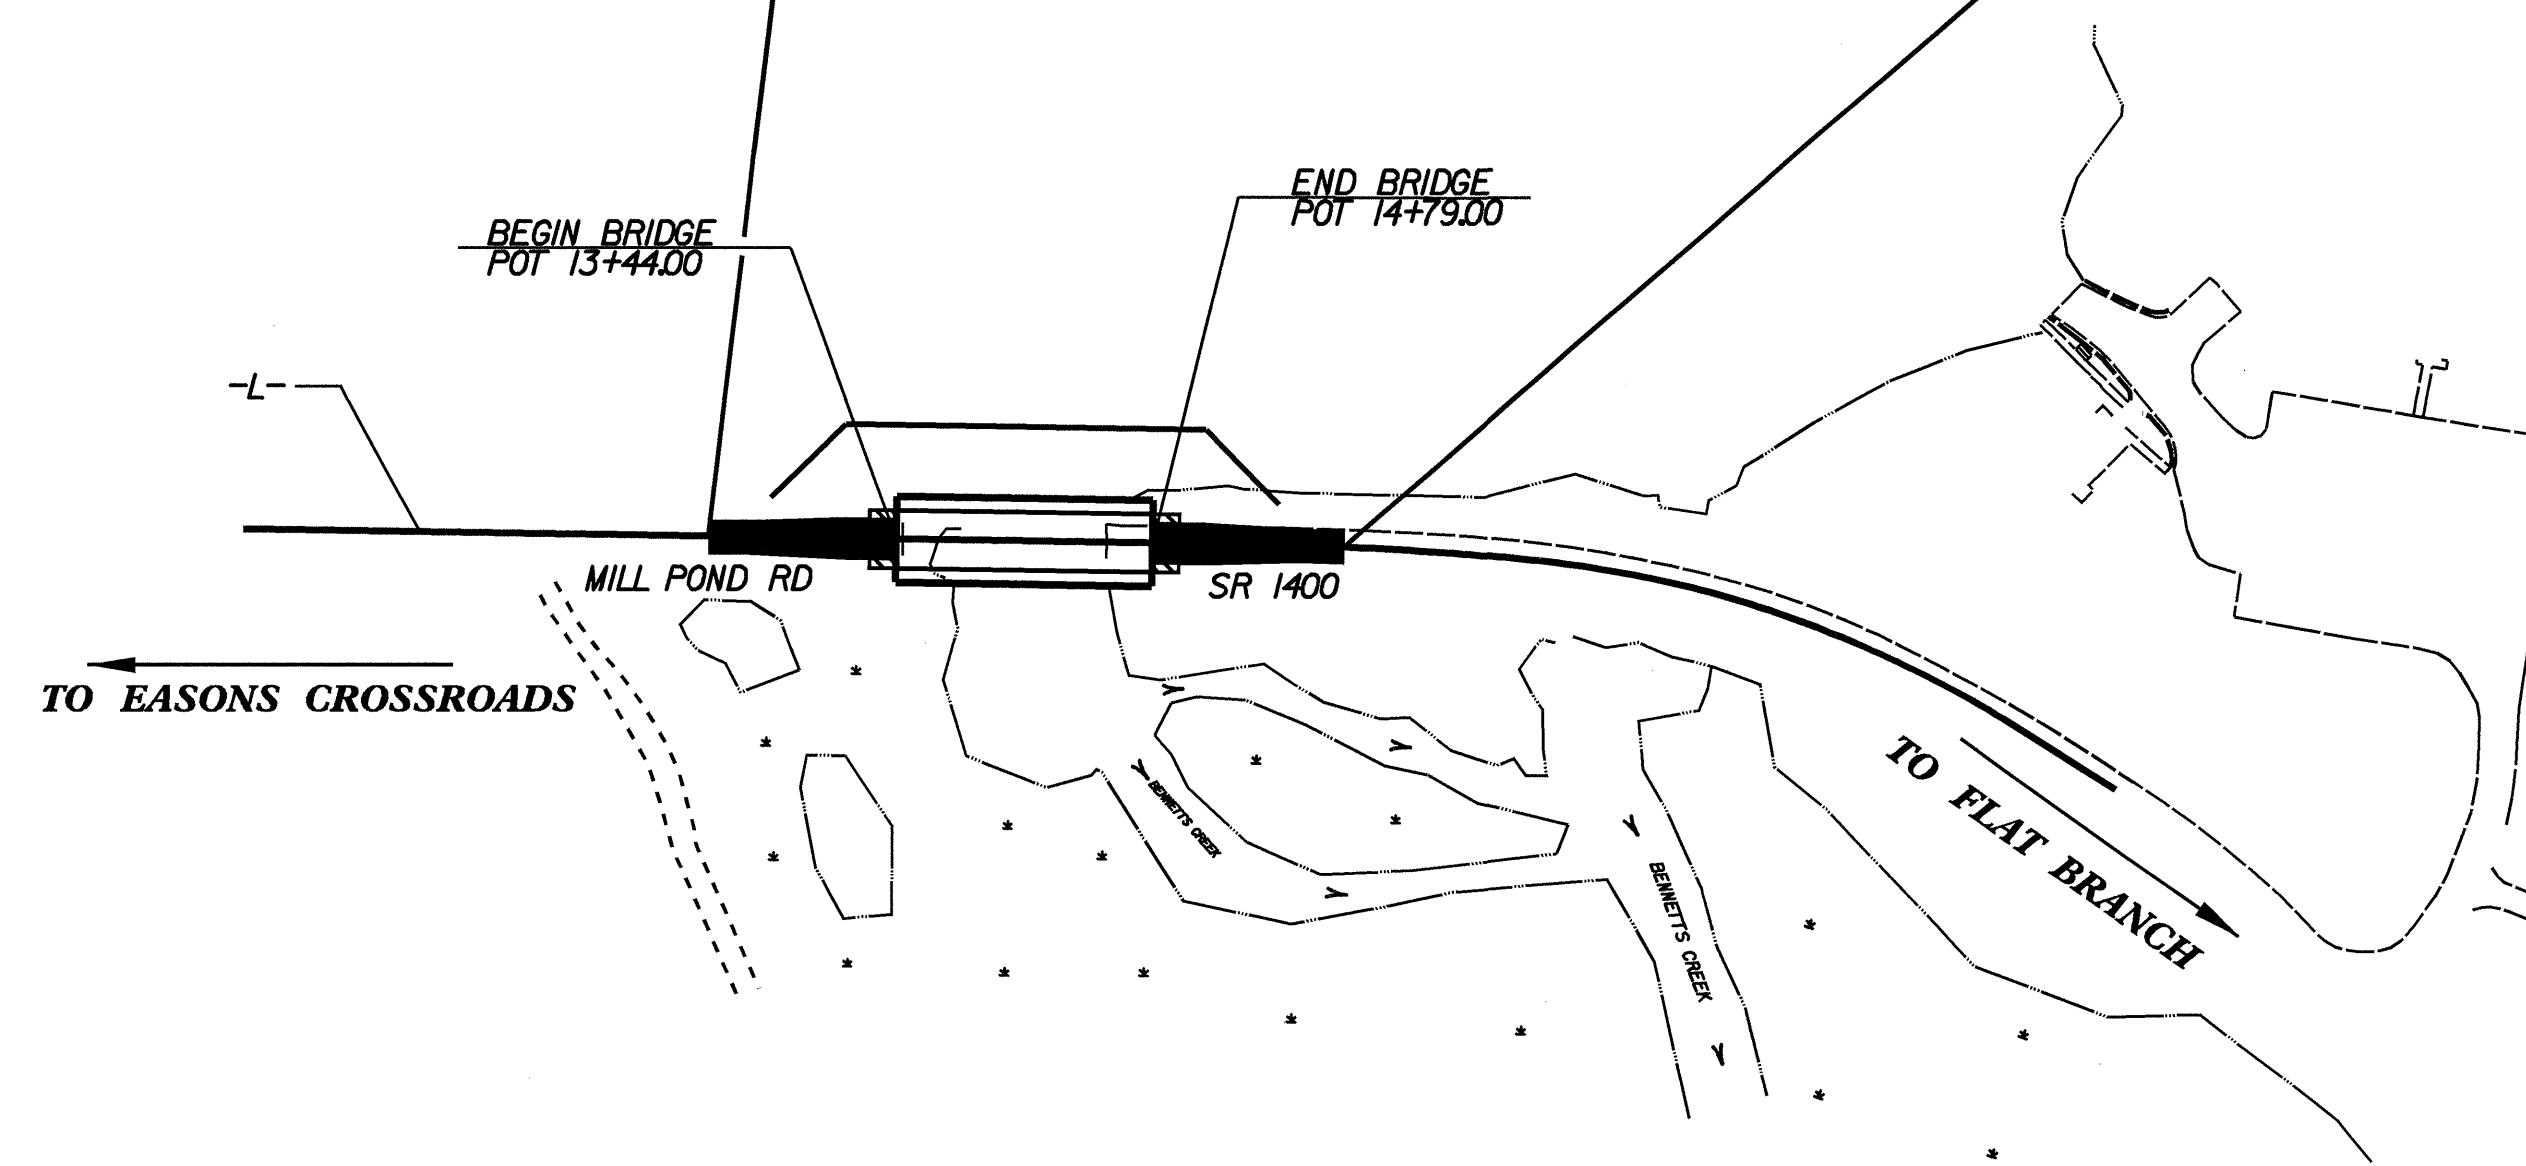 END BRIDGE
POT 14+79.00
BEGIN BRIDGE
POT 13+44.00
-L-
MILL POND RD
SR 1400
TO EASONS CROSSROADS
TO FLAT BRANCH
BENNETTS CREEK
BENNETTS CREEK